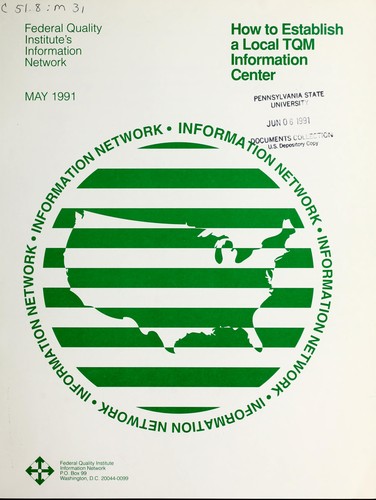 C 51.8 : M 31
Federal Quality
Institute's
Information
Network
MAY 1991
How to Establish
a Local TQM
Information
Center
PENNSYLVANIA STATE
UNIVERSITY
JUN 06 1991
DOCUMENTS COLLECTION
U.S. Depository Copy
INFORMATION NETWORK • INFORMATION NETWORK • INFORMATION NETWORK • INFORMATION NETWORK • INFORMATION NETWORK •
Federal Quality Institute
Information Network
P.O. Box 99
Washington, D.C. 20044-0099